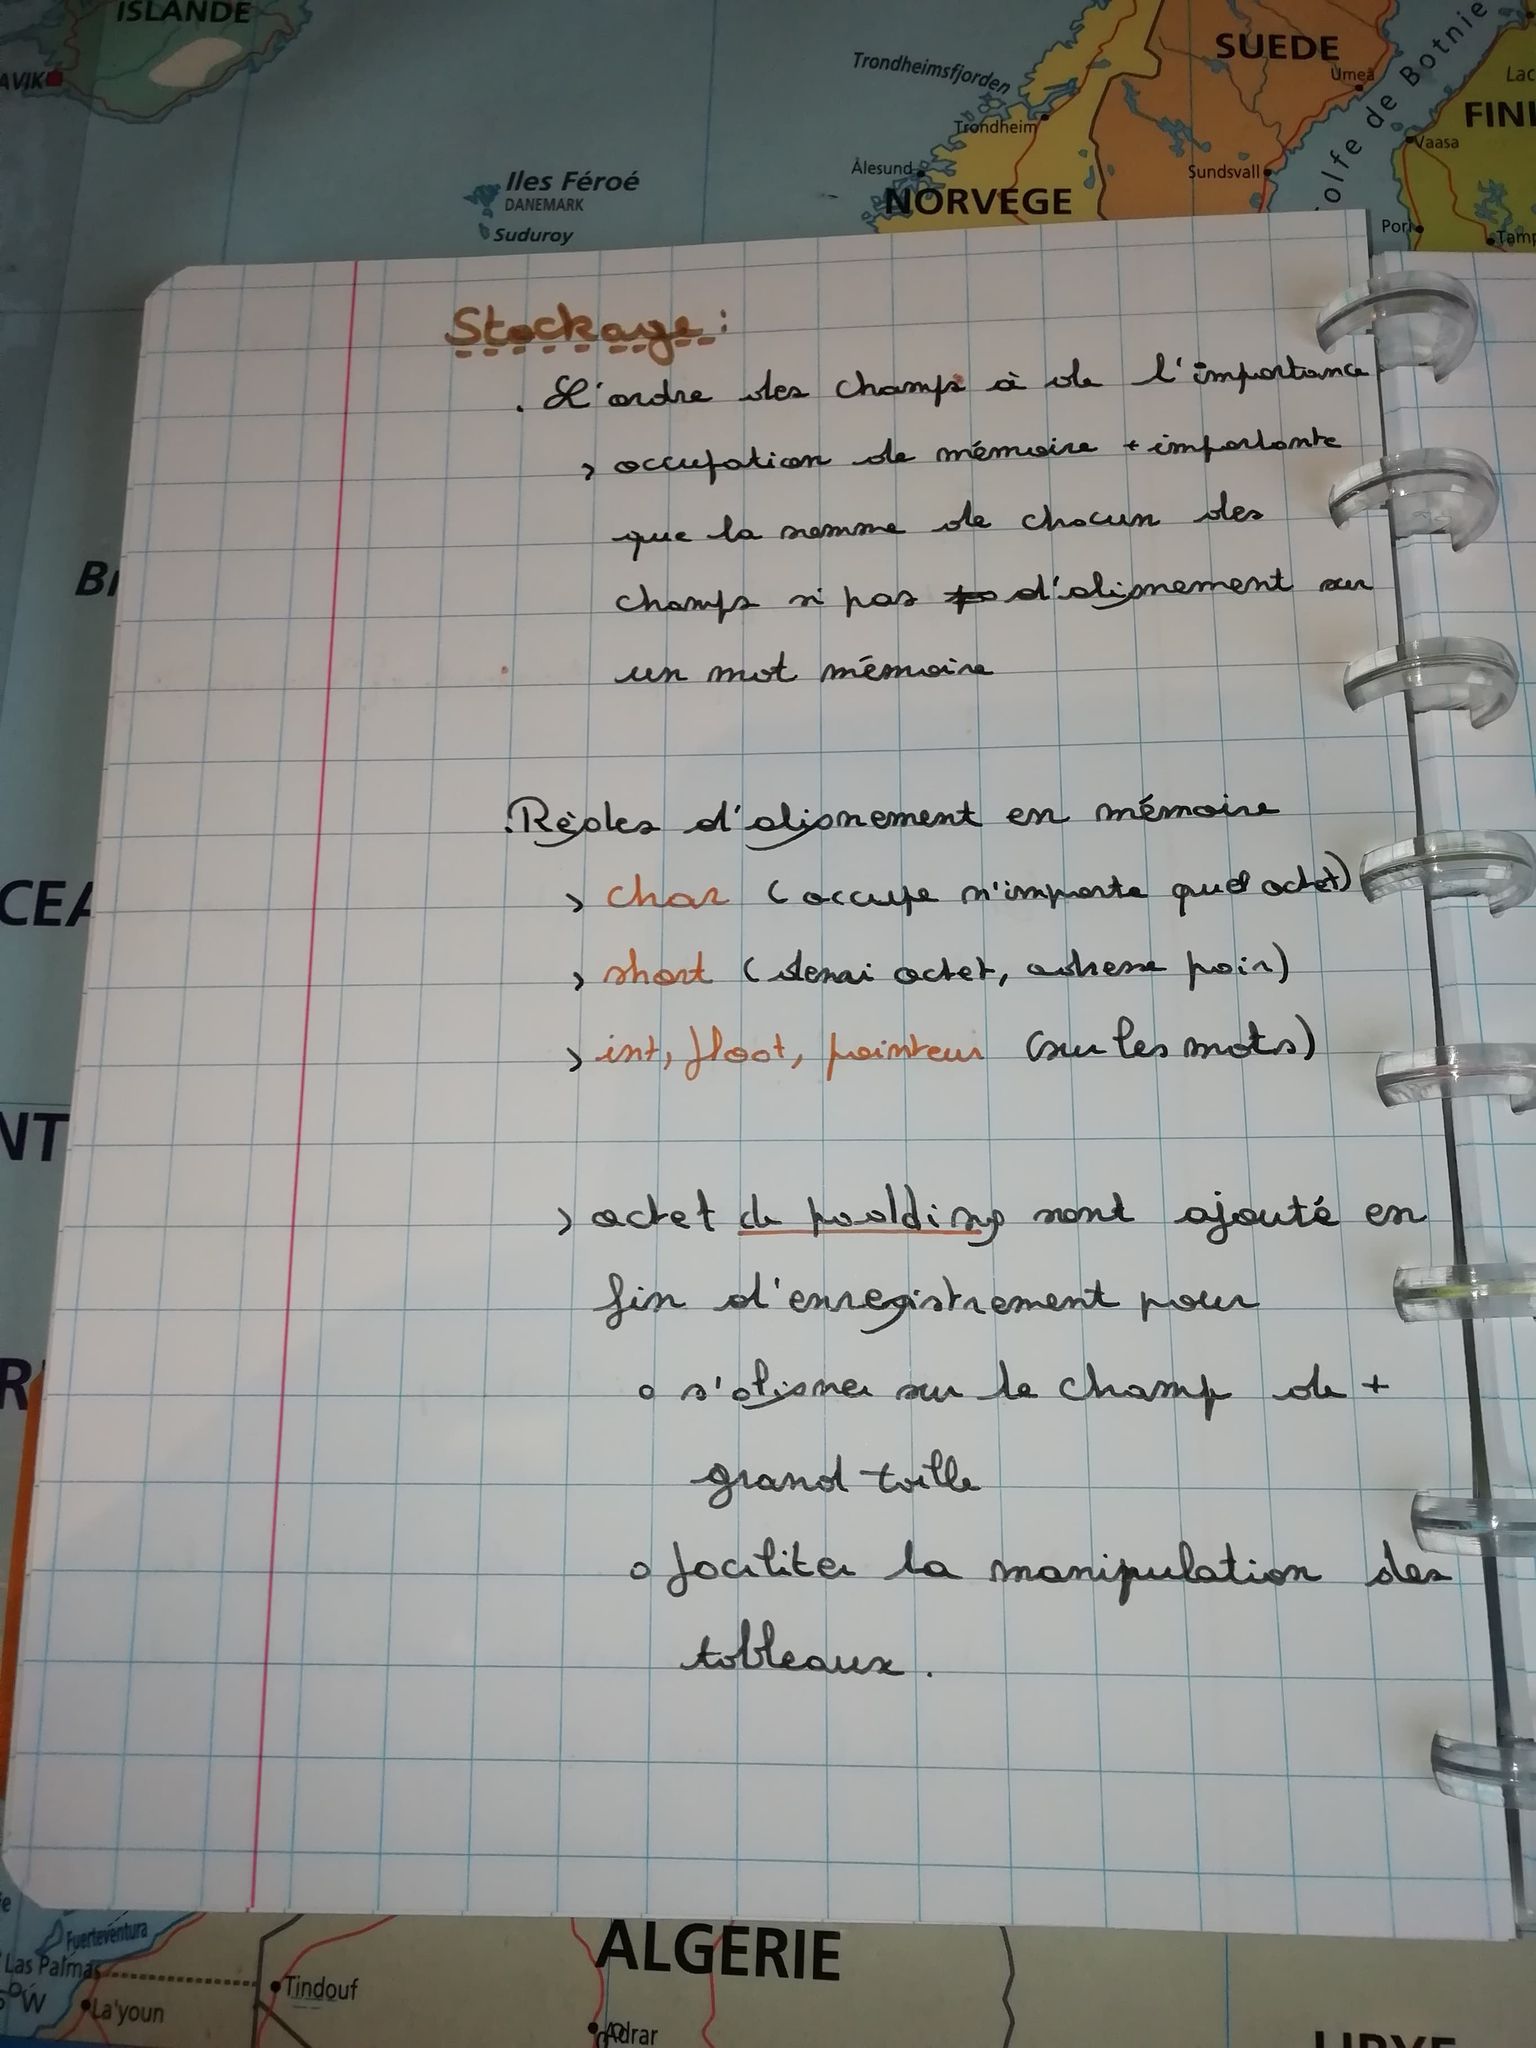 ISLANDE
AVIK
Trondheimsfjorden
Trondheim
SUEDE
Umeå
Golfe de Botnie
FINL
Vaasa
Iles Féroé
DANEMARK
Suduroy
Ålesund
NORVEGE
Sundsvall
Pori
Tamp
Stockage :
. L'ordre des champs à de l'importance
> occupation de mémoire + importante
que la somme de chacun des
champs si pas d'alignement sur
un mot mémoire
. Règles d'alignement en mémoire
> char (occupe n'importe quel octet)
> short (demi octet, adresse pair)
> int, float, pointeur (sur les mots)
> octet de padding sont ajouté en
fin d'enregistrement pour
o s'aligner sur le champ de +
grand taille
o faciliter la manipulation des
tableaux.
CEA
NT
R
Fuerteventura
Las Palmas
La'youn
Tindouf
ALGERIE
Adrar